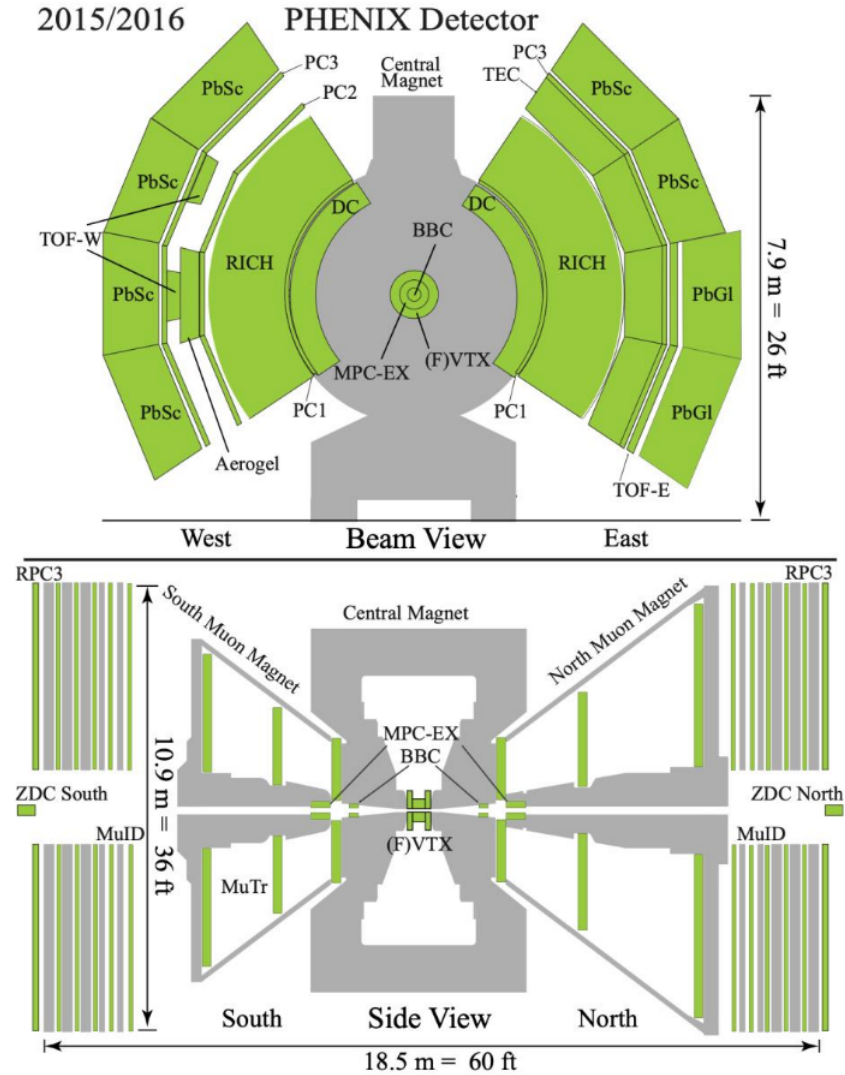 2015/2016 PHENIX Detector
Central
Magnet
PC3
PC2
PbSc
PbSc
TOF-W
PbSc
PbSc
RICH
DC
PC1
Aerogel
BBC
MPC-EX
(F)VTX
PC3
TEC
PbSc
PbSc
DC
RICH
PbGl
PbGl
PC1
TOF-E
7.9 m = 26 ft
West
Beam View
East
RPC3
South Muon Magnet
Central Magnet
North Muon Magnet
RPC3
MPC-EX
BBC
10.9 m = 36 ft
ZDC South
ZDC North
MuID
(F)VTX
MuID
MuTr
South
Side View
North
18.5 m = 60 ft